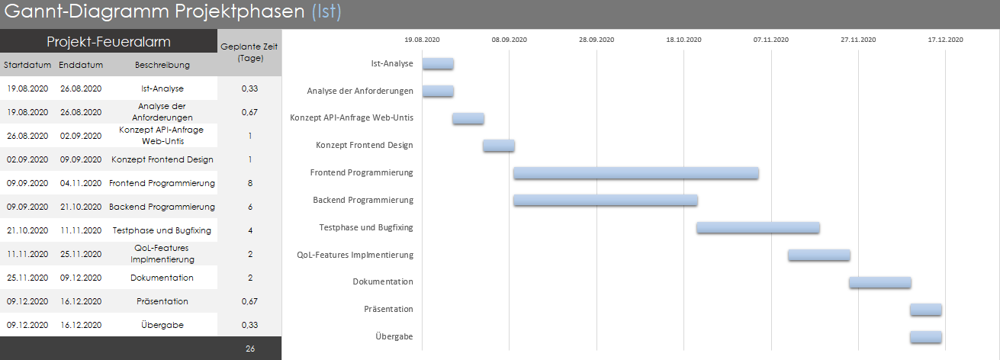 Gannt-Diagramm Projektphasen (Ist)
Projekt-Feueralarm
Geplante Zeit
(Tage)
Startdatum Enddatum Beschreibung
19.08.2020 26.08.2020 Ist-Analyse 0,33
19.08.2020 26.08.2020 Analyse der
Anforderungen 0,67
26.08.2020 02.09.2020 Konzept API-Anfrage
Web-Untis 1
02.09.2020 09.09.2020 Konzept Frontend Design 1
09.09.2020 04.11.2020 Frontend Programmierung 8
09.09.2020 21.10.2020 Backend Programmierung 6
21.10.2020 11.11.2020 Testphase und Bugfixing 4
11.11.2020 25.11.2020 QoL-Features
Implmentierung 2
25.11.2020 09.12.2020 Dokumentation 2
09.12.2020 16.12.2020 Präsentation 0,67
09.12.2020 16.12.2020 Übergabe 0,33
26
19.08.2020 08.09.2020 28.09.2020 18.10.2020 07.11.2020 27.11.2020 17.12.2020
Ist-Analyse
Analyse der Anforderungen
Konzept API-Anfrage Web-Untis
Konzept Frontend Design
Frontend Programmierung
Backend Programmierung
Testphase und Bugfixing
QoL-Features Implmentierung
Dokumentation
Präsentation
Übergabe